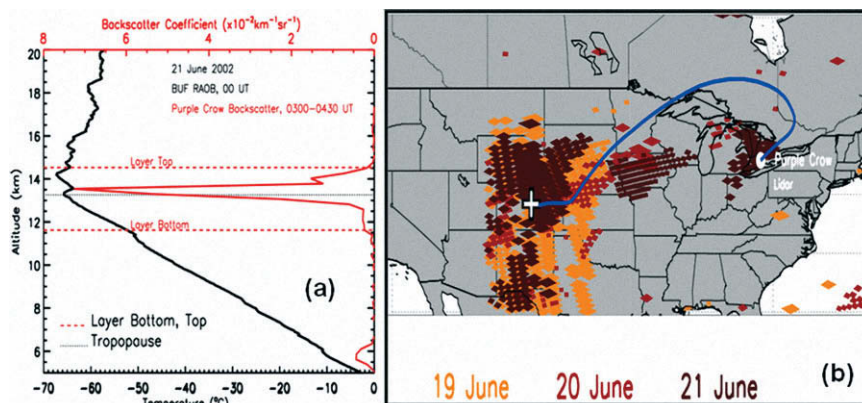 Backscatter Coefficient (x10⁻²km⁻¹sr⁻¹)
8 6 4 2 0
20
18
16
14
12
10
8
6
Altitude (km)
21 June 2002
BUF RAOB, 00 UT
Purple Crow Backscatter, 0300-0430 UT
Layer Top
Layer Bottom
(a)
Layer Bottom, Top
Tropopause
-70 -60 -50 -40 -30 -20 -10 0
Temperature (ºC)
Purple Crow
Lidar
19 June 20 June 21 June
(b)